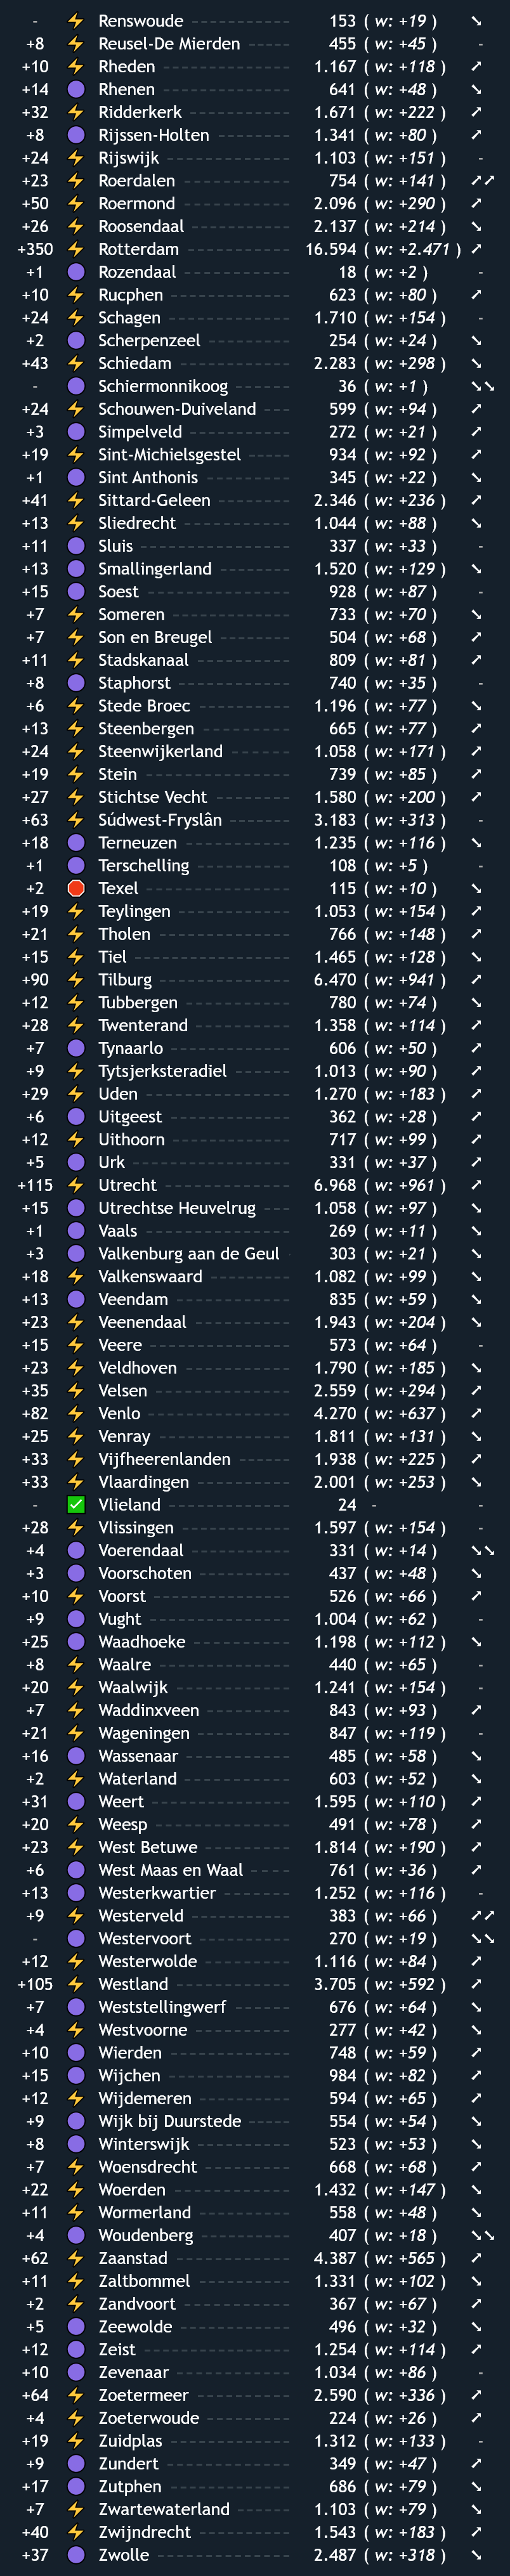 - Renswoude 153 ( w: +19 )
+8 Reusel-De Mierden 455 ( w: +45 ) -
+10 Rheden 1.167 ( w: +118 )
+14 Rhenen 641 ( w: +48 )
+32 Ridderkerk 1.671 ( w: +222 )
+8 Rijssen-Holten 1.341 ( w: +80 )
+24 Rijswijk 1.103 ( w: +151 ) -
+23 Roerdalen 754 ( w: +141 )
+50 Roermond 2.096 ( w: +290 )
+26 Roosendaal 2.137 ( w: +214 )
+350 Rotterdam 16.594 ( w: +2.471 )
+1 Rozendaal 18 ( w: +2 ) -
+10 Rucphen 623 ( w: +80 )
+24 Schagen 1.710 ( w: +154 ) -
+2 Scherpenzeel 254 ( w: +24 )
+43 Schiedam 2.283 ( w: +298 )
- Schiermonnikoog 36 ( w: +1 )
+24 Schouwen-Duiveland 599 ( w: +94 )
+3 Simpelveld 272 ( w: +21 )
+19 Sint-Michielsgestel 934 ( w: +92 )
+1 Sint Anthonis 345 ( w: +22 )
+41 Sittard-Geleen 2.346 ( w: +236 )
+13 Sliedrecht 1.044 ( w: +88 )
+11 Sluis 337 ( w: +33 ) -
+13 Smallingerland 1.520 ( w: +129 )
+15 Soest 928 ( w: +87 ) -
+7 Someren 733 ( w: +70 )
+7 Son en Breugel 504 ( w: +68 )
+11 Stadskanaal 809 ( w: +81 )
+8 Staphorst 740 ( w: +35 ) -
+6 Stede Broec 1.196 ( w: +77 )
+13 Steenbergen 665 ( w: +77 )
+24 Steenwijkerland 1.058 ( w: +171 )
+19 Stein 739 ( w: +85 )
+27 Stichtse Vecht 1.580 ( w: +200 )
+63 Súdwest-Fryslân 3.183 ( w: +313 ) -
+18 Terneuzen 1.235 ( w: +116 )
+1 Terschelling 108 ( w: +5 ) -
+2 Texel 115 ( w: +10 )
+19 Teylingen 1.053 ( w: +154 )
+21 Tholen 766 ( w: +148 )
+15 Tiel 1.465 ( w: +128 )
+90 Tilburg 6.470 ( w: +941 )
+12 Tubbergen 780 ( w: +74 )
+28 Twenterand 1.358 ( w: +114 )
+7 Tynaarlo 606 ( w: +50 )
+9 Tytsjerksteradiel 1.013 ( w: +90 )
+29 Uden 1.270 ( w: +183 )
+6 Uitgeest 362 ( w: +28 )
+12 Uithoorn 717 ( w: +99 )
+5 Urk 331 ( w: +37 )
+115 Utrecht 6.968 ( w: +961 )
+15 Utrechtse Heuvelrug 1.058 ( w: +97 )
+1 Vaals 269 ( w: +11 )
+3 Valkenburg aan de Geul 303 ( w: +21 )
+18 Valkenswaard 1.082 ( w: +99 )
+13 Veendam 835 ( w: +59 )
+23 Veenendaal 1.943 ( w: +204 )
+15 Veere 573 ( w: +64 ) -
+23 Veldhoven 1.790 ( w: +185 )
+35 Velsen 2.559 ( w: +294 )
+82 Venlo 4.270 ( w: +637 )
+25 Venray 1.811 ( w: +131 )
+33 Vijfheerenlanden 1.938 ( w: +225 )
+33 Vlaardingen 2.001 ( w: +253 )
- Vlieland 24 - -
+28 Vlissingen 1.597 ( w: +154 ) -
+4 Voerendaal 331 ( w: +14 )
+3 Voorschoten 437 ( w: +48 )
+10 Voorst 526 ( w: +66 )
+9 Vught 1.004 ( w: +62 ) -
+25 Waadhoeke 1.198 ( w: +112 )
+8 Waalre 440 ( w: +65 ) -
+20 Waalwijk 1.241 ( w: +154 ) -
+7 Waddinxveen 843 ( w: +93 )
+21 Wageningen 847 ( w: +119 ) -
+16 Wassenaar 485 ( w: +58 )
+2 Waterland 603 ( w: +52 )
+31 Weert 1.595 ( w: +110 )
+20 Weesp 491 ( w: +78 )
+23 West Betuwe 1.814 ( w: +190 )
+6 West Maas en Waal 761 ( w: +36 )
+13 Westerkwartier 1.252 ( w: +116 ) -
+9 Westerveld 383 ( w: +66 )
- Westervoort 270 ( w: +19 )
+12 Westerwolde 1.116 ( w: +84 )
+105 Westland 3.705 ( w: +592 )
+7 Weststellingwerf 676 ( w: +64 )
+4 Westvoorne 277 ( w: +42 )
+10 Wierden 748 ( w: +59 )
+15 Wijchen 984 ( w: +82 )
+12 Wijdemeren 594 ( w: +65 )
+9 Wijk bij Duurstede 554 ( w: +54 )
+8 Winterswijk 523 ( w: +53 )
+7 Woensdrecht 668 ( w: +68 )
+22 Woerden 1.432 ( w: +147 )
+11 Wormerland 558 ( w: +48 )
+4 Woudenberg 407 ( w: +18 )
+62 Zaanstad 4.387 ( w: +565 )
+11 Zaltbommel 1.331 ( w: +102 )
+2 Zandvoort 367 ( w: +67 )
+5 Zeewolde 496 ( w: +32 )
+12 Zeist 1.254 ( w: +114 )
+10 Zevenaar 1.034 ( w: +86 ) -
+64 Zoetermeer 2.590 ( w: +336 )
+4 Zoeterwoude 224 ( w: +26 )
+19 Zuidplas 1.312 ( w: +133 ) -
+9 Zundert 349 ( w: +47 )
+17 Zutphen 686 ( w: +79 )
+7 Zwartewaterland 1.103 ( w: +79 )
+40 Zwijndrecht 1.543 ( w: +183 )
+37 Zwolle 2.487 ( w: +318 )